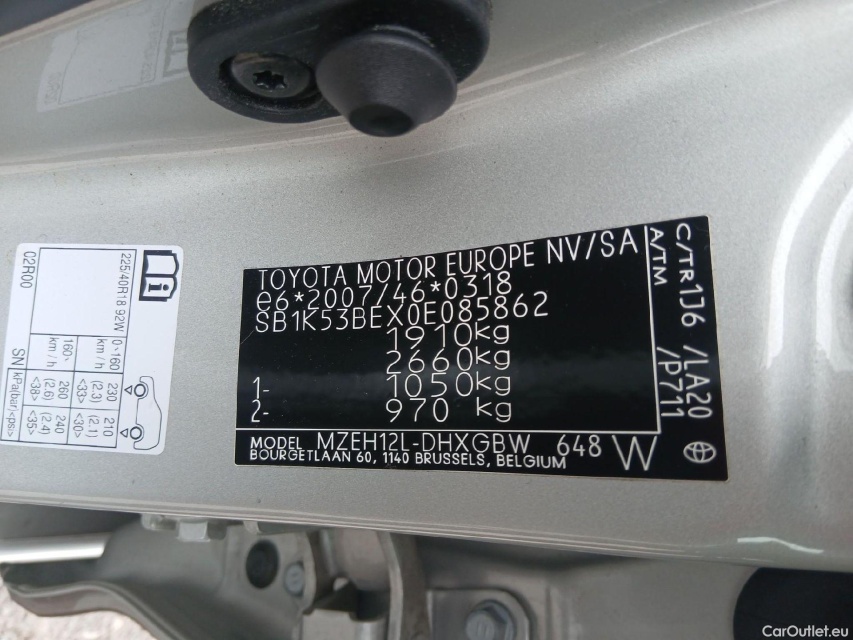 TOYOTA MOTOR EUROPE NV/SA
e6*2007/46*0318
SB1K53BEX0E085862
1910kg
2660kg
1- 1050kg
2- 970 kg
MODEL MZEH12L-DHXGBW 648 W
BOURGETLAAN 60, 1140 BRUSSELS, BELGIUM
C/TR1J6 /LA20
A/TM /P711
225/40R18 92W
02R00
0-160 km/h 230 (2.3) <33> 210 (2.1) <30>
160- km/h 260 (2.6) <38> 240 (2.4) <35>
SN kPa(bar)<psi>
CarOutlet.eu